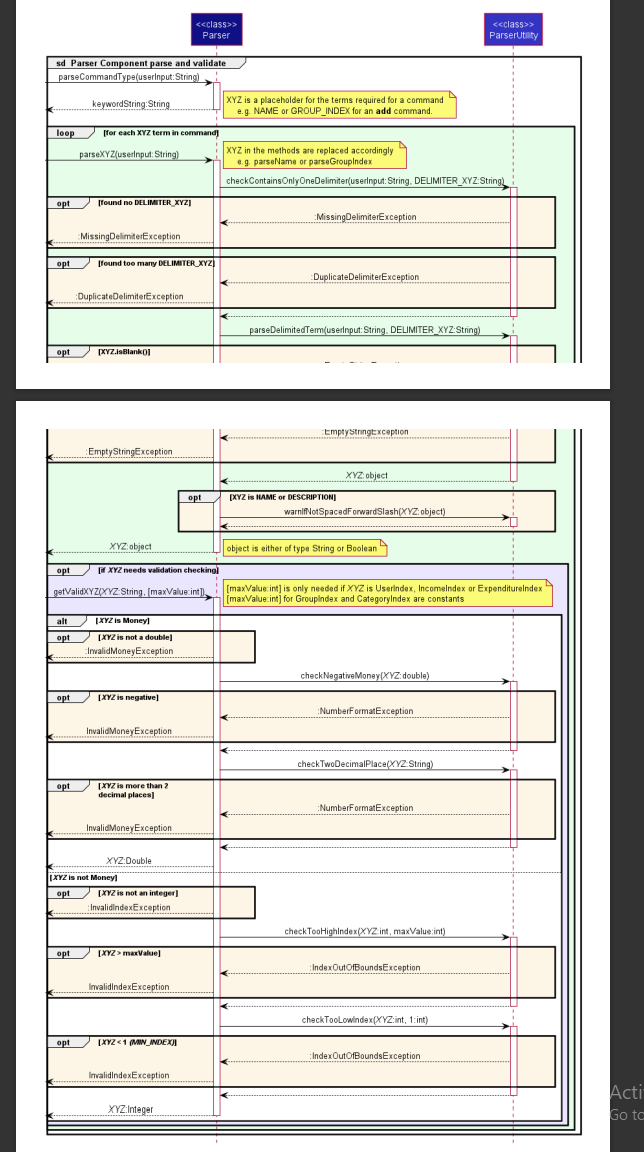 <<class>>
Parser
<<class>>
ParserUtility
sd Parser Component parse and validate
parseCommandType(userInput:String)
XYZ is a placeholder for the terms required for a command
e.g. NAME or GROUP_INDEX for an add command.
keywordString:String
loop [for each XYZ term in command]
XYZ in the methods are replaced accordingly
e.g. parseName or parseGroupIndex
parseXYZ(userInput:String)
checkContainsOnlyOneDelimiter(userInput:String, DELIMITER_XYZ:String)
opt [found no DELIMITER_XYZ]
:MissingDelimiterException
:MissingDelimiterException
opt [found too many DELIMITER_XYZ]
:DuplicateDelimiterException
:DuplicateDelimiterException
parseDelimitedTerm(userInput:String, DELIMITER_XYZ:String)
opt [XYZ.isBlank()]
:EmptyStringException
:EmptyStringException
XYZ:object
opt [XYZ is NAME or DESCRIPTION]
warnIfNotSpacedForwardSlash(XYZ:object)
XYZ:object
object is either of type String or Boolean
opt [if XYZ needs validation checking]
getValidXYZ(XYZ:String, [maxValue:int])
[maxValue:int] is only needed if XYZ is UserIndex, IncomeIndex or ExpenditureIndex
[maxValue:int] for GroupIndex and CategoryIndex are constants
alt [XYZ is Money]
opt [XYZ is not a double]
:InvalidMoneyException
checkNegativeMoney(XYZ:double)
opt [XYZ is negative]
:NumberFormatException
InvalidMoneyException
checkTwoDecimalPlace(XYZ:String)
opt [XYZ is more than 2
decimal places]
:NumberFormatException
InvalidMoneyException
XYZ:Double
[XYZ is not Money]
opt [XYZ is not an integer]
:InvalidIndexException
checkTooHighIndex(XYZ:int, maxValue:int)
opt [XYZ > maxValue]
:IndexOutOfBoundsException
InvalidIndexException
checkTooLowIndex(XYZ:int, 1:int)
opt [XYZ < 1 (MIN_INDEX)]
:IndexOutOfBoundsException
InvalidIndexException
XYZ:Integer
Acti
Go to